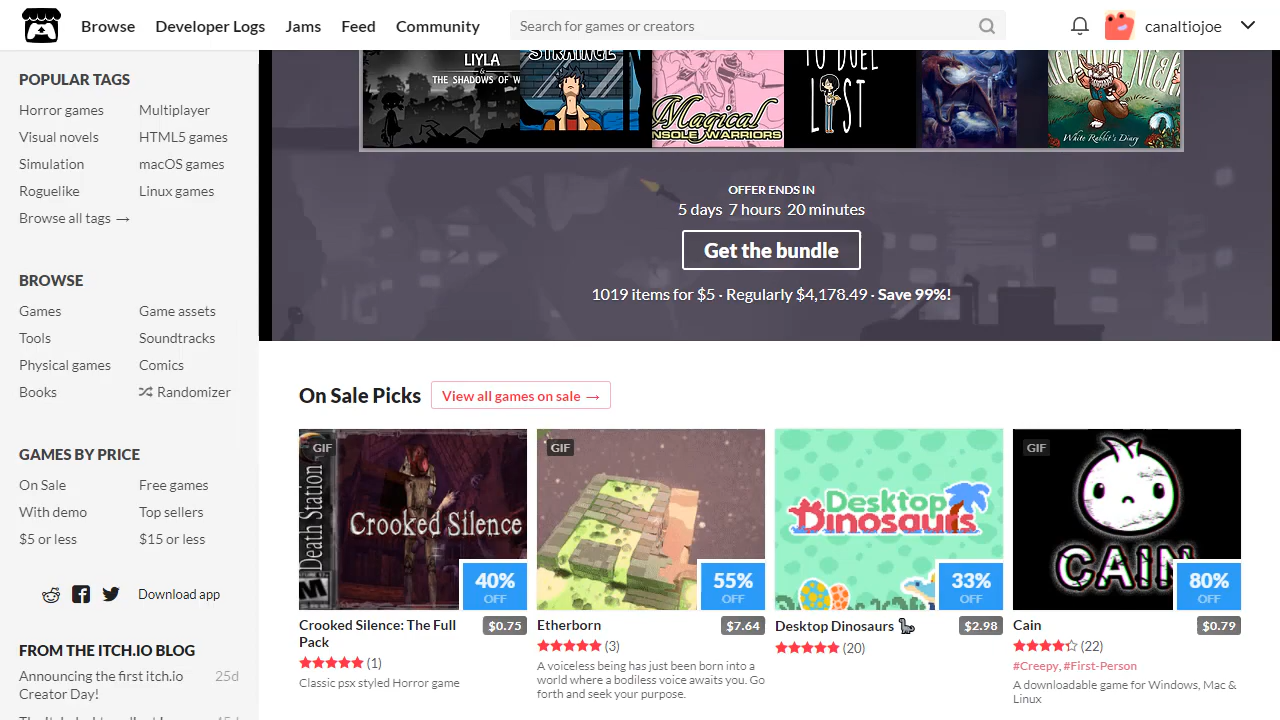 Browse Developer Logs Jams Feed Community Search for games or creators canaltiojoe
POPULAR TAGS
Horror games Multiplayer
Visual novels HTML5 games
Simulation macOS games
Roguelike Linux games
Browse all tags →
BROWSE
Games Game assets
Tools Soundtracks
Physical games Comics
Books Randomizer
GAMES BY PRICE
On Sale Free games
With demo Top sellers
$5 or less $15 or less
Download app
FROM THE ITCH.IO BLOG
Announcing the first itch.io 25d
Creator Day!
LIYLA
&
THE SHADOWS OF W
STRANGE
Magical
NSOLE WARRIORS
TO DUEL
LIST
White Rabbit's Diary
OFFER ENDS IN
5 days 7 hours 20 minutes
Get the bundle
1019 items for $5 · Regularly $4,178.49 · Save 99%!
On Sale Picks View all games on sale →
GIF
Death Station
Crooked Silence
M
40%
OFF
Crooked Silence: The Full $0.75
Pack
(1)
Classic psx styled Horror game
GIF
55%
OFF
Etherborn $7.64
(3)
A voiceless being has just been born into a
world where a bodiless voice awaits you. Go
forth and seek your purpose.
Desktop
Dinosaurs
33%
OFF
Desktop Dinosaurs 🦕 $2.98
(20)
GIF
CAIN
80%
OFF
Cain $0.79
(22)
#Creepy, #First-Person
A downloadable game for Windows, Mac &
Linux